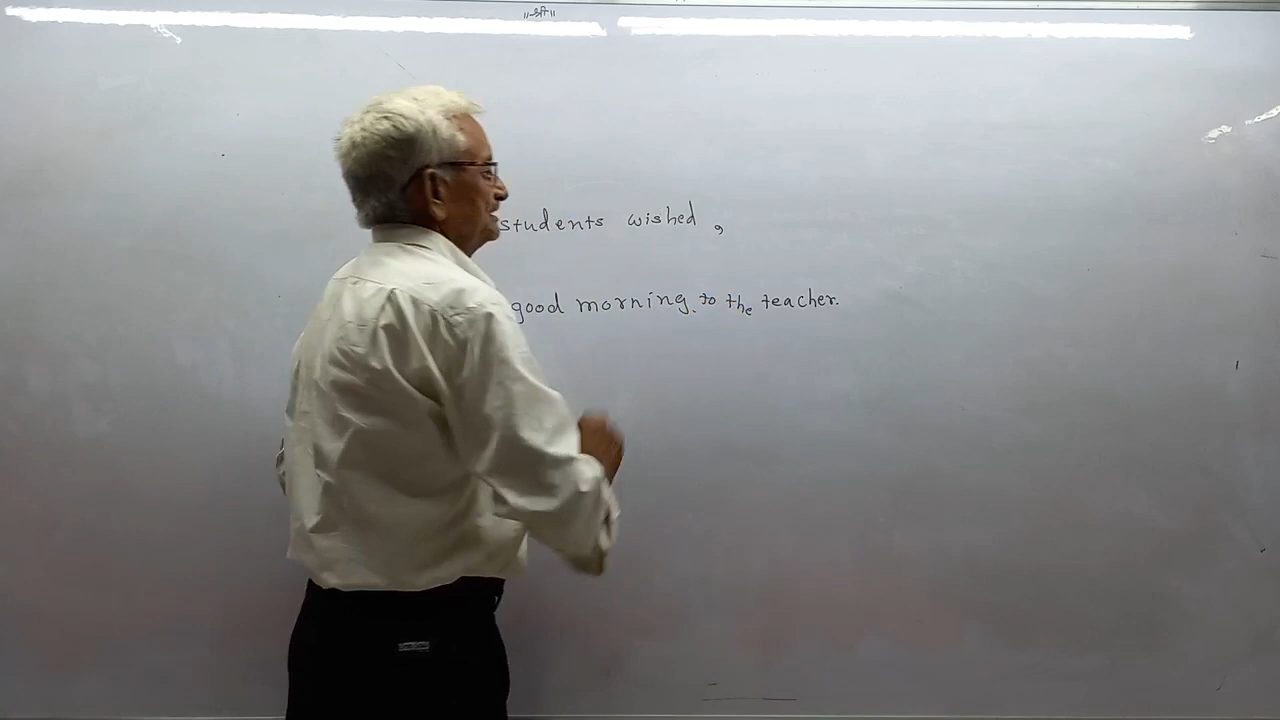 ॥श्री॥
students wished,
good morning. to the teacher.